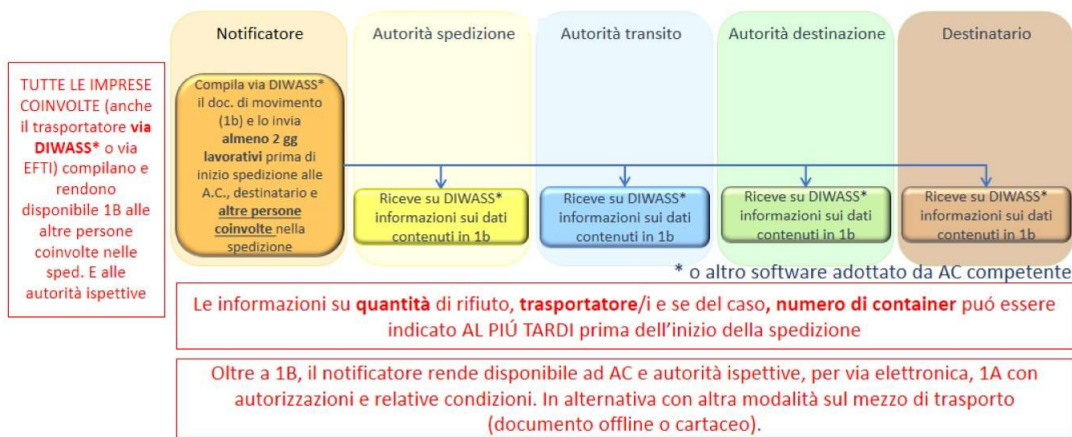 Notificatore
Autorità spedizione
Autorità transito
Autorità destinazione
Destinatario
TUTTE LE IMPRESE
COINVOLTE (anche
il trasportatore via
DIWASS* o via
EFTI) compilano e
rendono
disponibile 1B alle
altre persone
coinvolte nelle
sped. E alle
autorità ispettive
Compila via DIWASS*
il doc. di movimento
(1b) e lo invia
almeno 2 gg
lavorativi prima di
inizio spedizione alle
A.C., destinatario e
altre persone
coinvolte nella
spedizione
Riceve su DIWASS*
informazioni sui dati
contenuti in 1b
Riceve su DIWASS*
informazioni sui dati
contenuti in 1b
Riceve su DIWASS*
informazioni sui dati
contenuti in 1b
Riceve su DIWASS*
informazioni sui dati
contenuti in 1b
* o altro software adottato da AC competente
Le informazioni su quantità di rifiuto, trasportatore/i e se del caso, numero di container puó essere
indicato AL PIÚ TARDI prima dell'inizio della spedizione
Oltre a 1B, il notificatore rende disponibile ad AC e autorità ispettive, per via elettronica, 1A con
autorizzazioni e relative condizioni. In alternativa con altra modalità sul mezzo di trasporto
(documento offline o cartaceo).